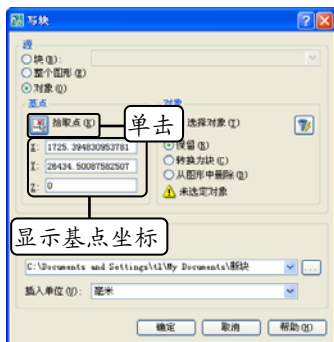 写块
源
块(B):
整个图形(E)
对象(O)
基点
对象
拾取点(K)
单击
选择对象(T)
X: 1725.394830953781
保留(R)
Y: 28434.50087582507
转换为块(C)
从图形中删除(D)
Z: 0
未选定对象
显示基点坐标
C:\Documents and Settings\tl\My Documents\新块
插入单位(U): 毫米
确定 取消 帮助(H)